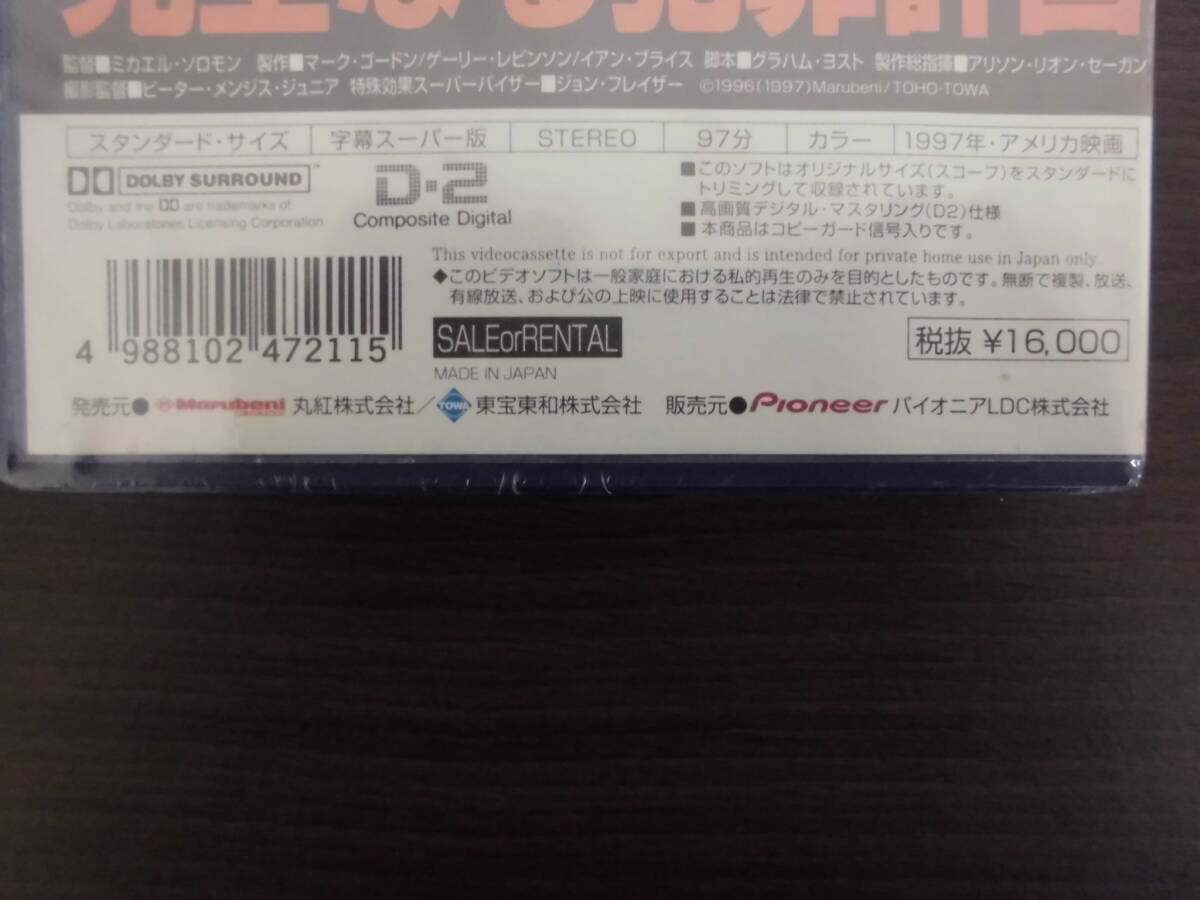 完全なる犯罪計画
監督■ミカエル・ソロモン 製作■マーク・ゴードン/ゲーリー・レビンソン/イアン・ブライス 脚本■グラハム・ヨスト 製作総指揮■アリソン・リオン・セーガン
撮影監督■ピーター・メンジス・ジュニア 特殊効果スーパーバイザー■ジョン・フレイザー ©1996(1997)Marubeni/TOHO-TOWA
スタンダード・サイズ 字幕スーパー版 STEREO 97分 カラー 1997年・アメリカ映画
DOLBY SURROUND™
Dolby and the DD are trademarks of
Dolby Laboratories Licensing Corporation.
D-2
Composite Digital
■このソフトはオリジナルサイズ(スコープ)をスタンダードに
トリミングして収録されています。
■高画質デジタル・マスタリング(D2)仕様
■本商品はコピーガード信号入りです。
This videocassette is not for export and is intended for private home use in Japan only
◆このビデオソフトは一般家庭における私的再生のみを目的としたものです。無断で複製、放送、
有線放送、および公の上映に使用することは法律で禁止されています。
4 988102 472115
SALEorRENTAL
MADE IN JAPAN
税抜 ¥16,000
発売元●Marubeni 丸紅株式会社/TOWA 東宝東和株式会社 販売元●Pioneer パイオニアLDC株式会社